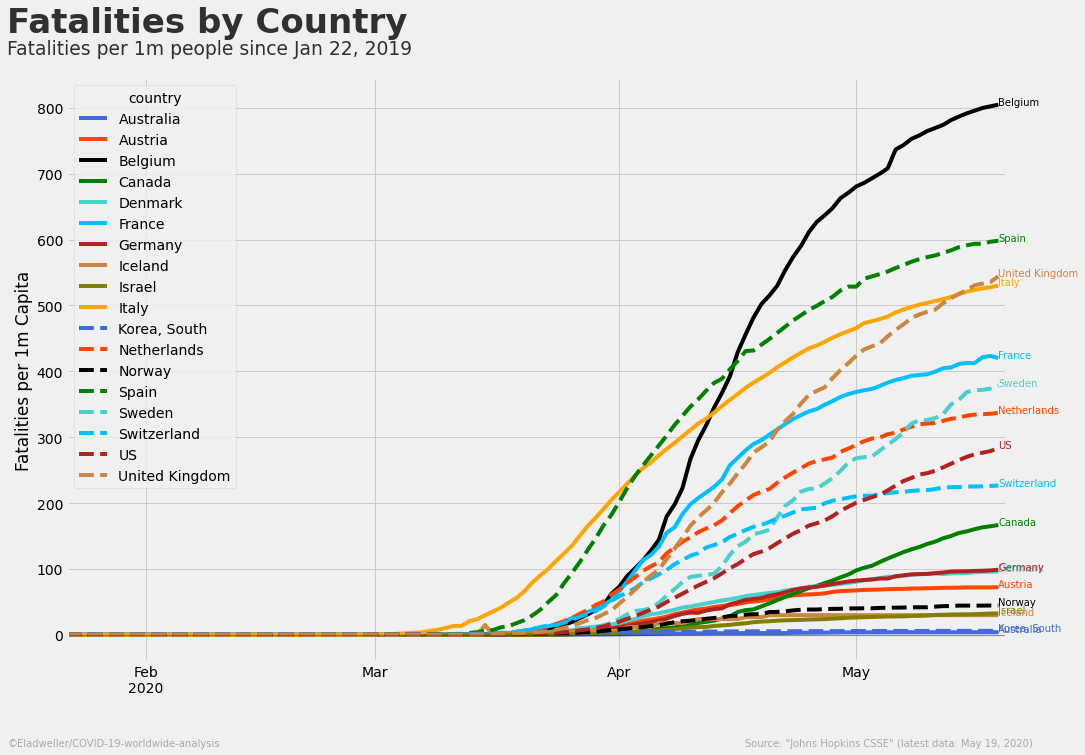 Fatalities by Country
Fatalities per 1m people since Jan 22, 2019
Fatalities per 1m Capita
800
700
600
500
400
300
200
100
0
country
Australia
Austria
Belgium
Canada
Denmark
France
Germany
Iceland
Israel
Italy
Korea, South
Netherlands
Norway
Spain
Sweden
Switzerland
US
United Kingdom
Belgium
Spain
United Kingdom
Italy
France
Sweden
Netherlands
US
Switzerland
Canada
Germany
Austria
Norway
Israel
Iceland
Korea, South
Australia
Feb
2020
Mar
Apr
May
©Eladweller/COVID-19-worldwide-analysis
Source: "Johns Hopkins CSSE" (latest data: May 19, 2020)